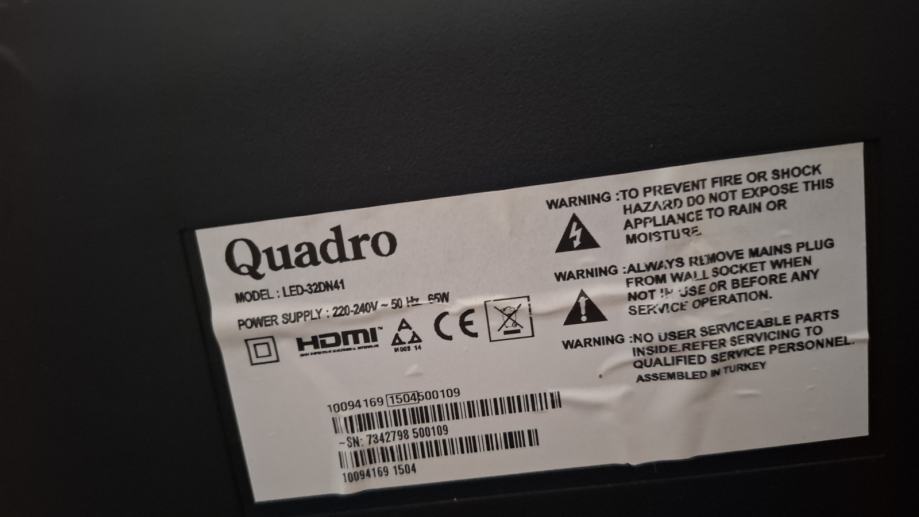 Quadro
MODEL : LED-32DN41
POWER SUPPLY : 220-240V ~ 50 Hz 65W
HDMI
CE
10094169 1504500109
~SN: 7342798 500109
10094169 1504
WARNING :TO PREVENT FIRE OR SHOCK
HAZARD DO NOT EXPOSE THIS
APPLIANCE TO RAIN OR
MOISTURE.
WARNING :ALWAYS REMOVE MAINS PLUG
FROM WALL SOCKET WHEN
NOT IN USE OR BEFORE ANY
SERVICE OPERATION.
WARNING :NO USER SERVICEABLE PARTS
INSIDE.REFER SERVICING TO
QUALIFIED SERVICE PERSONNEL.
ASSEMBLED IN TURKEY